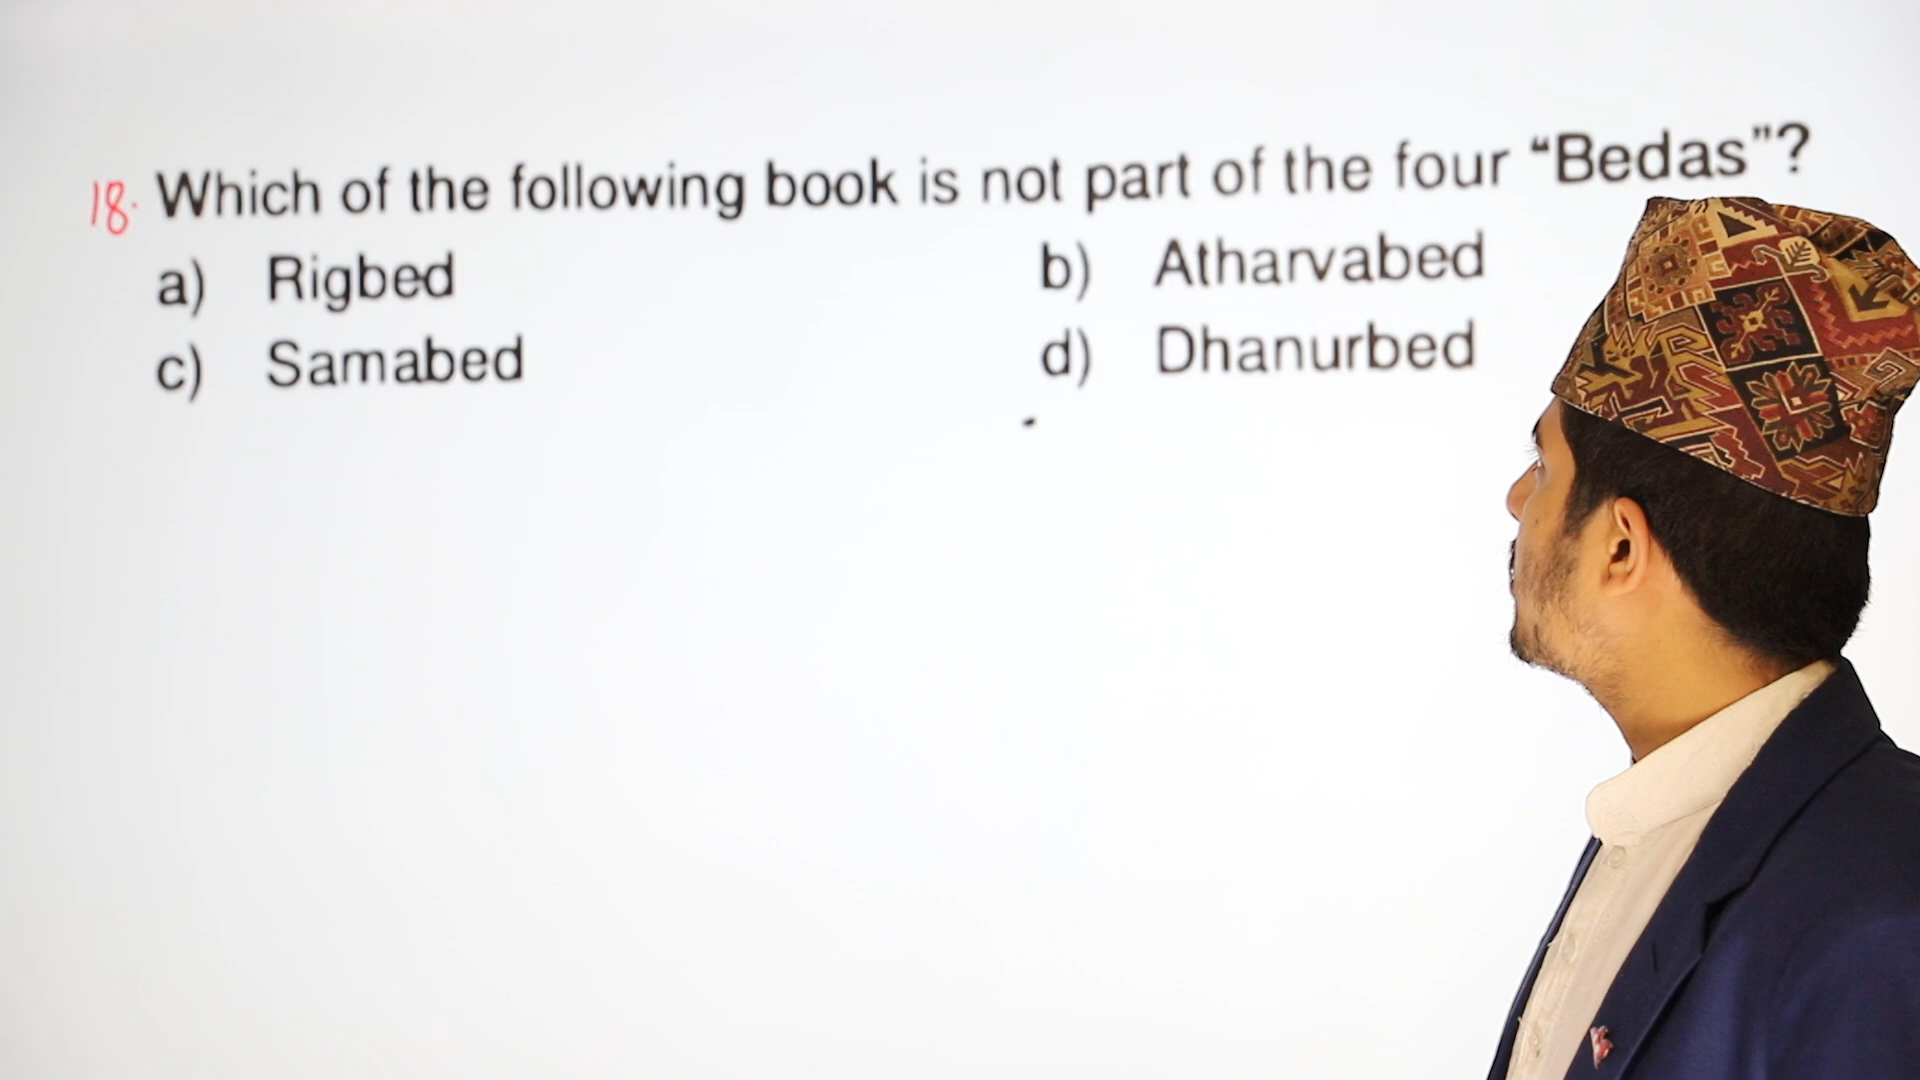 18. Which of the following book is not part of the four “Bedas”?
a) Rigbed b) Atharvabed
c) Samabed d) Dhanurbed